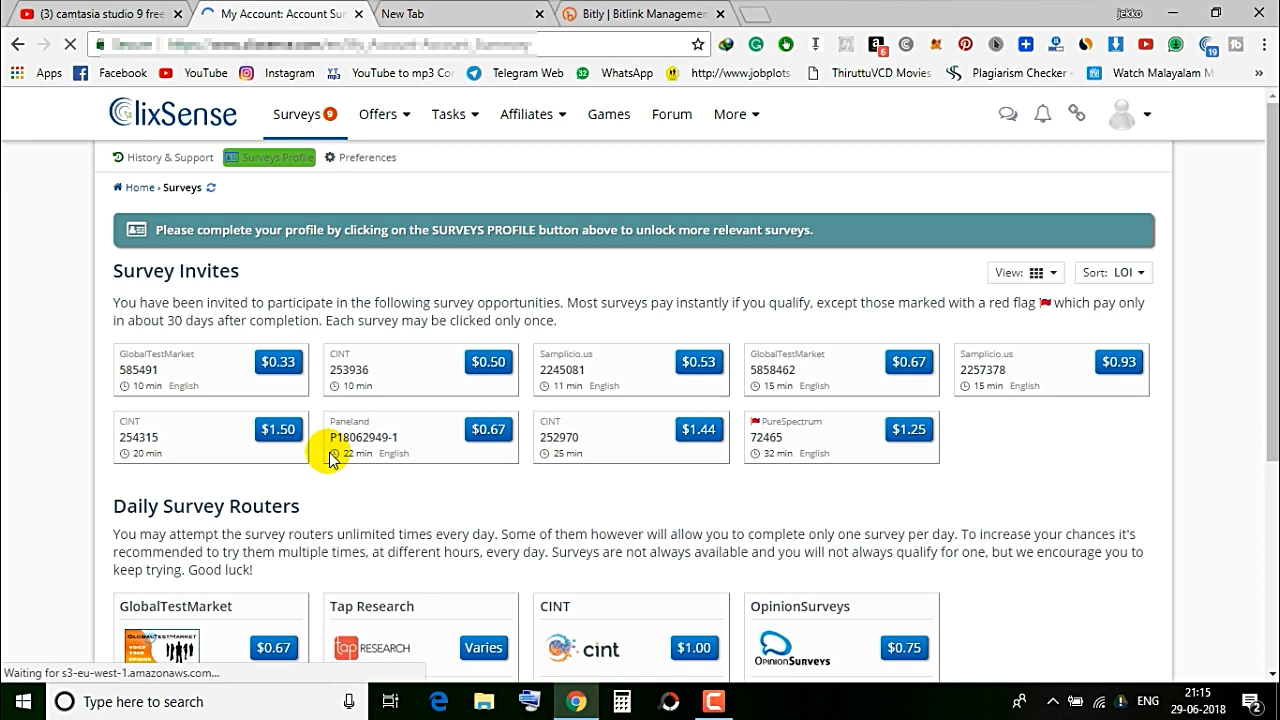 (3) camtasia studio 9 free
My Account: Account Su
New Tab
Bitly | Bitlink Managemen
jekko
6
19
Apps
Facebook
YouTube
Instagram
YouTube to mp3 Co
Telegram Web
32
WhatsApp
http://www.jobplots
ThiruttuVCD Movies
Plagiarism Checker -
Watch Malayalam M
»
ClixSense
Surveys 9
Offers
Tasks
Affiliates
Games
Forum
More
History & Support
Surveys Profile
Preferences
Home › Surveys
Please complete your profile by clicking on the SURVEYS PROFILE button above to unlock more relevant surveys.
Survey Invites
View:
Sort: LOI
You have been invited to participate in the following survey opportunities. Most surveys pay instantly if you qualify, except those marked with a red flag which pay only
in about 30 days after completion. Each survey may be clicked only once.
GlobalTestMarket
585491
10 min English
$0.33
CINT
253936
10 min
$0.50
Samplicio.us
2245081
11 min English
$0.53
GlobalTestMarket
5858462
15 min English
$0.67
Samplicio.us
2257378
15 min English
$0.93
CINT
254315
20 min
$1.50
Paneland
P18062949-1
22 min English
$0.67
CINT
252970
25 min
$1.44
PureSpectrum
72465
32 min English
$1.25
Daily Survey Routers
You may attempt the survey routers unlimited times every day. Some of them however will allow you to complete only one survey per day. To increase your chances it's
recommended to try them multiple times, at different hours, every day. Surveys are not always available and you will not always qualify for one, but we encourage you to
keep trying. Good luck!
GlobalTestMarket
GLOBALTESTMARKET
$0.67
Tap Research
tap RESEARCH
Varies
CINT
cint
$1.00
OpinionSurveys
OPINIONSURVEYS
$0.75
Waiting for s3-eu-west-1.amazonaws.com...
Type here to search
ENG
21:15
29-06-2018
2